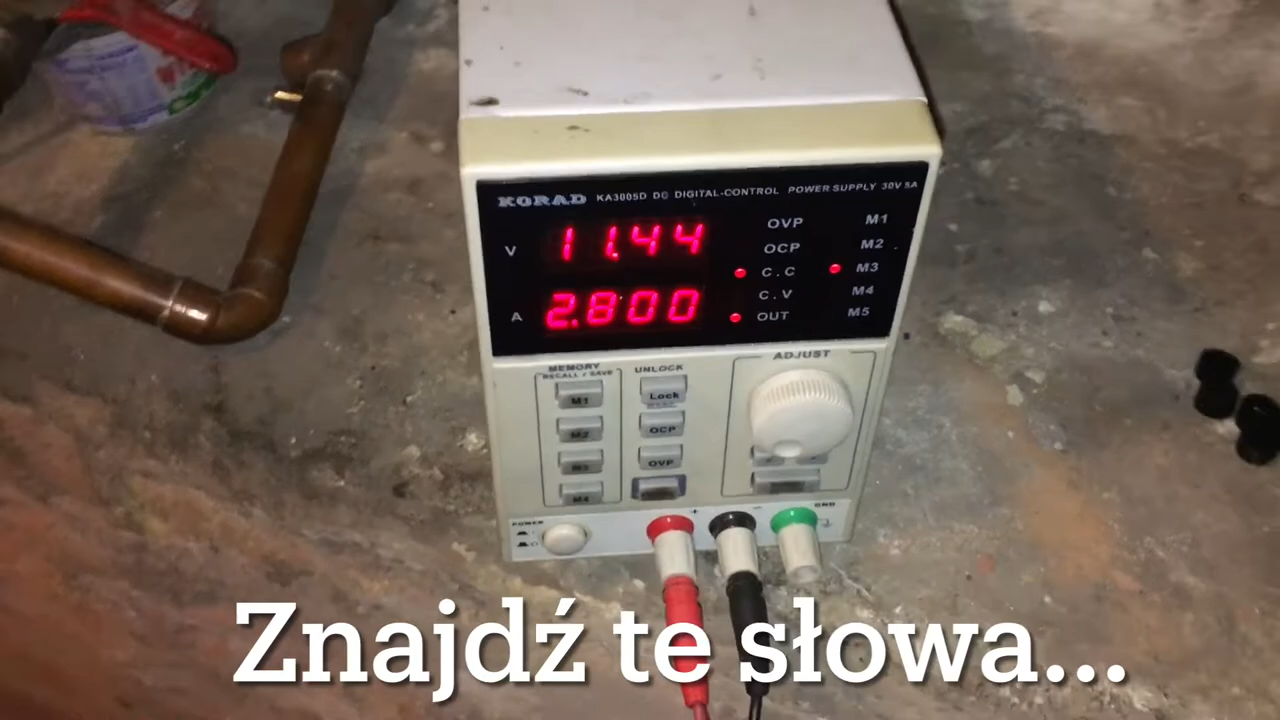 KORAD KA3005D DC DIGITAL-CONTROL POWER SUPPLY 30V 5A
V 11.44
A 2.800
OVP M1
OCP M2
C.C M3
C.V M4
OUT M5
MEMORY
RECALL / SAVE
UNLOCK
ADJUST
M1 Lock
M2 OCP
M3 OVP
M4
POWER
+ − GND
Znajdź te słowa...